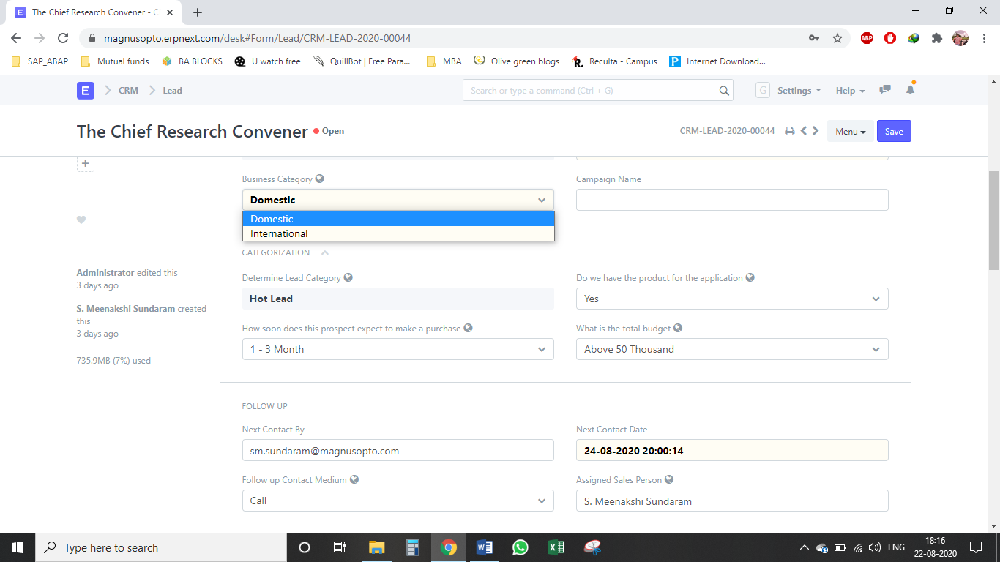 The Chief Research Convener - C
magnusopto.erpnext.com/desk#Form/Lead/CRM-LEAD-2020-00044
ABP
SAP_ABAP
Mutual funds
BA BLOCKS
U watch free
QuillBot | Free Para...
MBA
Olive green blogs
Reculta - Campus
Internet Download...
E
CRM
Lead
Search or type a command (Ctrl + G)
G
Settings
Help
The Chief Research Convener
Open
CRM-LEAD-2020-00044
Menu
Save
Business Category
Campaign Name
Domestic
Domestic
International
CATEGORIZATION
Determine Lead Category
Do we have the product for the application
Hot Lead
Yes
How soon does this prospect expect to make a purchase
What is the total budget
1 - 3 Month
Above 50 Thousand
Administrator edited this
3 days ago
S. Meenakshi Sundaram created
this
3 days ago
735.9MB (7%) used
FOLLOW UP
Next Contact By
Next Contact Date
sm.sundaram@magnusopto.com
24-08-2020 20:00:14
Follow up Contact Medium
Assigned Sales Person
Call
S. Meenakshi Sundaram
Type here to search
ENG
18:16
22-08-2020